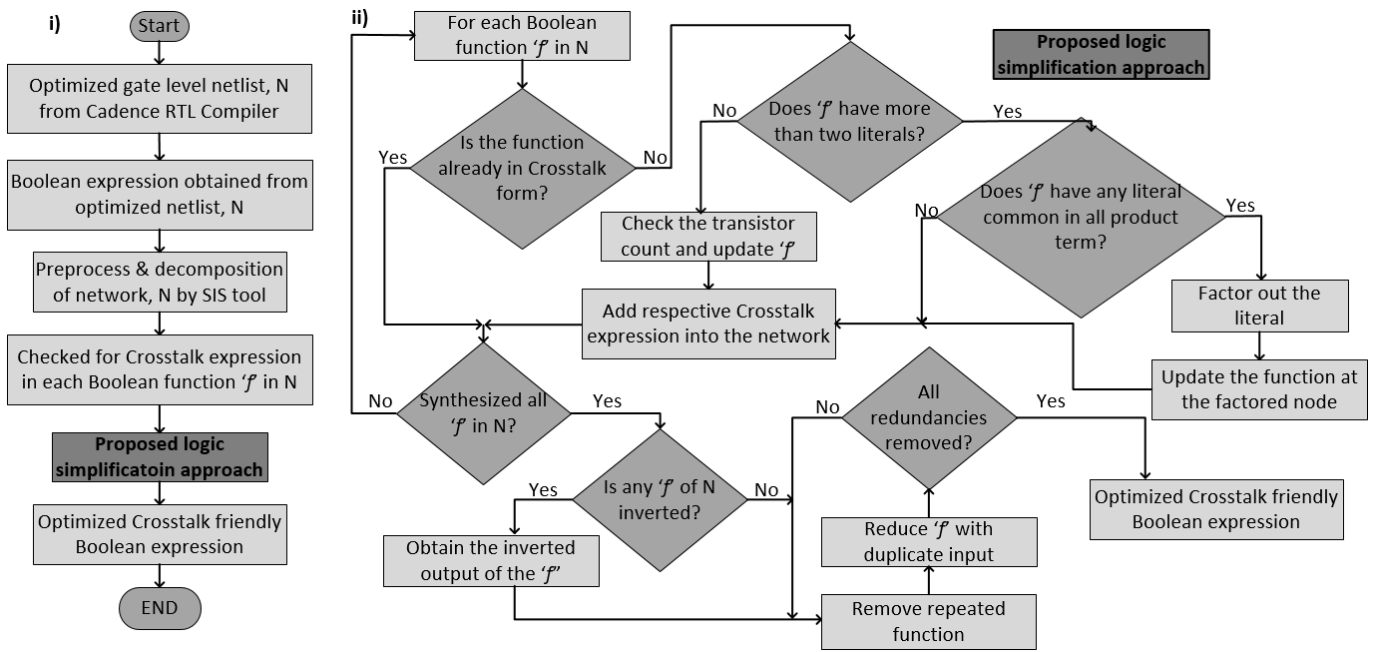 i)
Start
Optimized gate level netlist, N
from Cadence RTL Compiler
Boolean expression obtained from
optimized netlist, N
Preprocess & decomposition
of network, N by SIS tool
Checked for Crosstalk expression
in each Boolean function ‘f’ in N
Proposed logic
simplificatoin approach
Optimized Crosstalk friendly
Boolean expression
END
ii)
For each Boolean
function ‘f’ in N
Is the function
already in Crosstalk
form?
Yes
No
Does ‘f’ have more
than two literals?
No
Yes
Proposed logic
simplification approach
Check the transistor
count and update ‘f’
Does ‘f’ have any literal
common in all product
term?
No
Yes
Factor out the
literal
Update the function at
the factored node
Add respective Crosstalk
expression into the network
Synthesized all
‘f’ in N?
No
Yes
Is any ‘f’ of N
inverted?
Yes
No
Obtain the inverted
output of the ‘f’’
Remove repeated
function
Reduce ‘f’ with
duplicate input
All
redundancies
removed?
No
Yes
Optimized Crosstalk friendly
Boolean expression